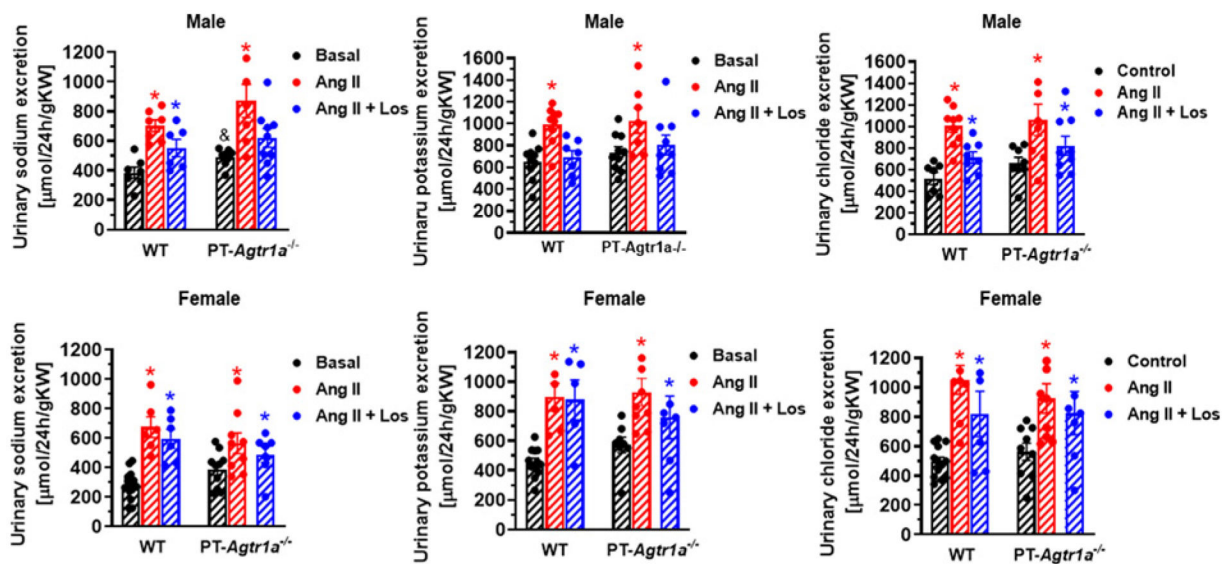 Male
Urinary sodium excretion
[µmol/24h/gKW]
1200
1000
800
600
400
200
0
*
*
&
*
WT
PT-Agtr1a-/-
Basal
Ang II
Ang II + Los
Male
Urinaru potassium excretion
[µmol/24h/gKW]
1600
1400
1200
1000
800
600
400
200
0
*
*
WT
PT-Agtr1a-/-
Basal
Ang II
Ang II + Los
Male
Urinary chloride excretion
[µmol/24h/gKW]
1600
1400
1200
1000
800
600
400
200
0
*
*
*
*
WT
PT-Agtr1a-/-
Control
Ang II
Ang II + Los
Female
Urinary sodium excretion
[µmol/24h/gKW]
1200
1000
800
600
400
200
0
*
*
*
*
WT
PT-Agtr1a-/-
Basal
Ang II
Ang II + Los
Female
Urinary potassium excretion
[µmol/24h/gKW]
1200
1000
800
600
400
200
0
*
*
*
*
WT
PT-Agtr1a-/-
Basal
Ang II
Ang II + Los
Female
Urinary chloride excretion
[µmol/24h/gKW]
1200
1000
800
600
400
200
0
*
*
*
*
WT
PT-Agtr1a-/-
Control
Ang II
Ang II + Los